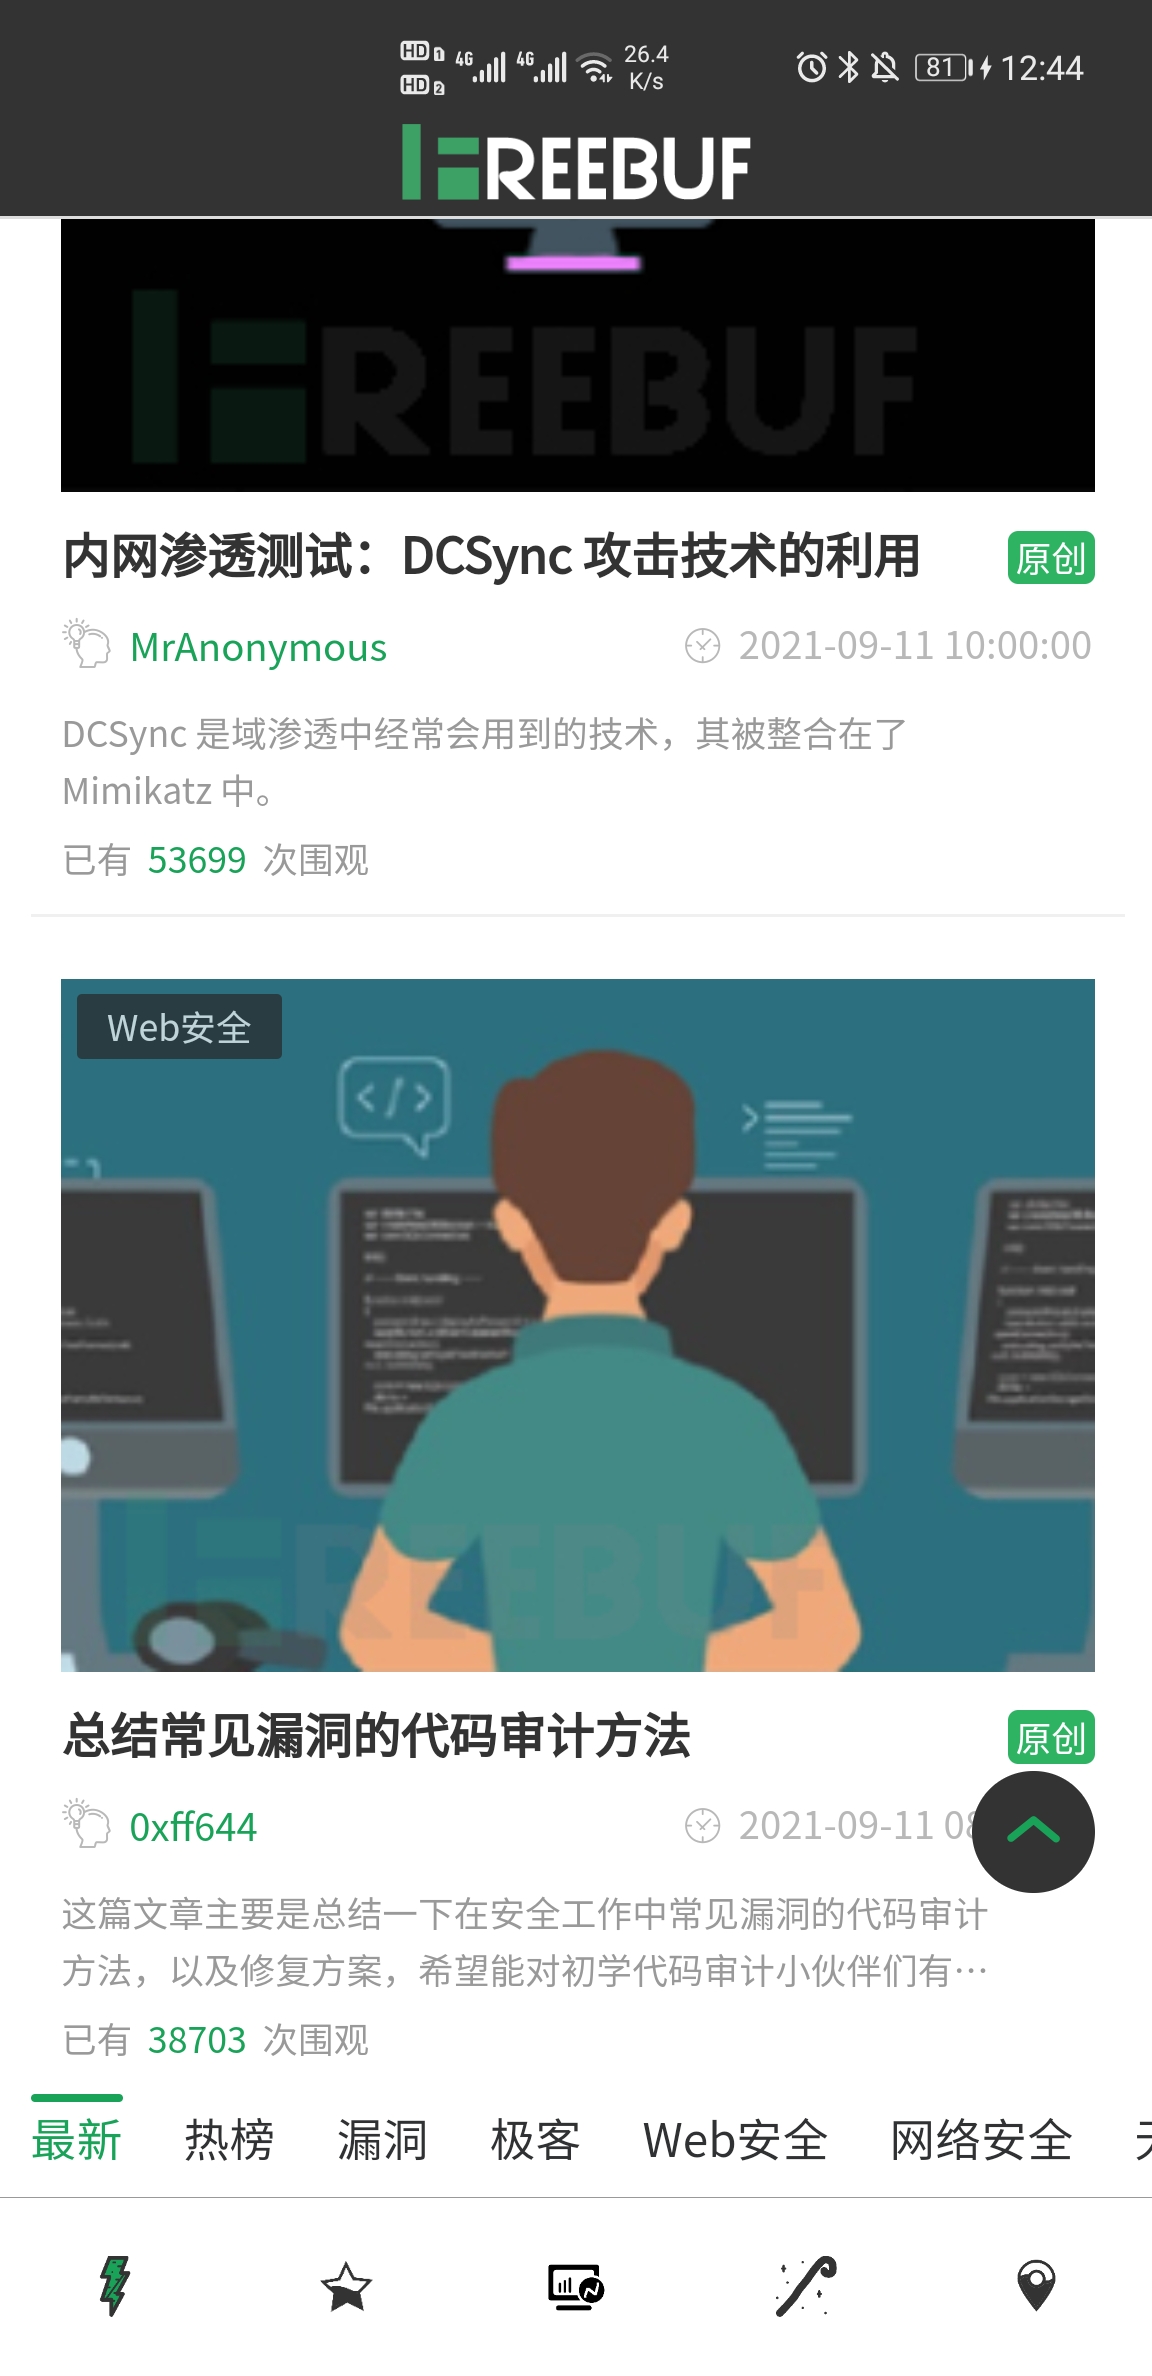 HD 1 4G 4G 26.4
HD 2 K/s
81 12:44
FREEBUF
FREEBUF
内网渗透测试：DCSync 攻击技术的利用 原创
MrAnonymous 2021-09-11 10:00:00
DCSync 是域渗透中经常会用到的技术，其被整合在了
Mimikatz 中。
已有 53699 次围观
Web安全
</>
FREEBUF
总结常见漏洞的代码审计方法 原创
0xff644 2021-09-11
这篇文章主要是总结一下在安全工作中常见漏洞的代码审计
方法，以及修复方案，希望能对初学代码审计小伙伴们有…
已有 38703 次围观
最新 热榜 漏洞 极客 Web安全 网络安全